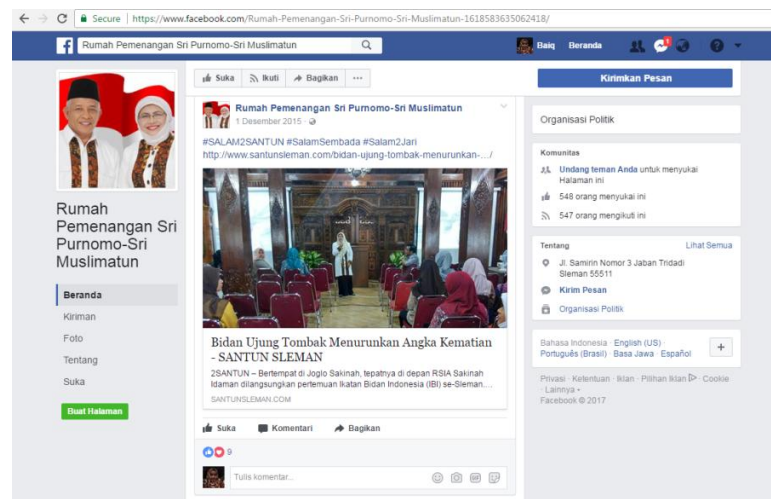 Secure | https://www.facebook.com/Rumah-Pemenangan-Sri-Purnomo-Sri-Muslimatun-1618583635062418/
Rumah Pemenangan Sri Purnomo-Sri Muslimatun
Baiq Beranda
Suka Ikuti Bagikan ...
Kirimkan Pesan
Rumah Pemenangan Sri Purnomo-Sri Muslimatun
Beranda
Kiriman
Foto
Tentang
Suka
Buat Halaman
Rumah Pemenangan Sri Purnomo-Sri Muslimatun
1 Desember 2015 ·
#SALAM2SANTUN #SalamSembada #Salam2Jari
http://www.santunsleman.com/bidan-ujung-tombak-menurunkan-.../
Bidan Ujung Tombak Menurunkan Angka Kematian
- SANTUN SLEMAN
2SANTUN – Bertempat di Joglo Sakinah, tepatnya di depan RSIA Sakinah
Idaman dilangsungkan pertemuan Ikatan Bidan Indonesia (IBI) se-Sleman....
SANTUNSLEMAN.COM
Suka Komentari Bagikan
9
Tulis komentar...
GIF
Organisasi Politik
Komunitas
Undang teman Anda untuk menyukai
Halaman ini
548 orang menyukai ini
547 orang mengikuti ini
Tentang Lihat Semua
Jl. Samirin Nomor 3 Jaban Tridadi
Sleman 55511
Kirim Pesan
Organisasi Politik
Bahasa Indonesia · English (US) ·
Português (Brasil) · Basa Jawa · Español
+
Privasi · Ketentuan · Iklan · Pilihan Iklan · Cookie
· Lainnya
Facebook © 2017